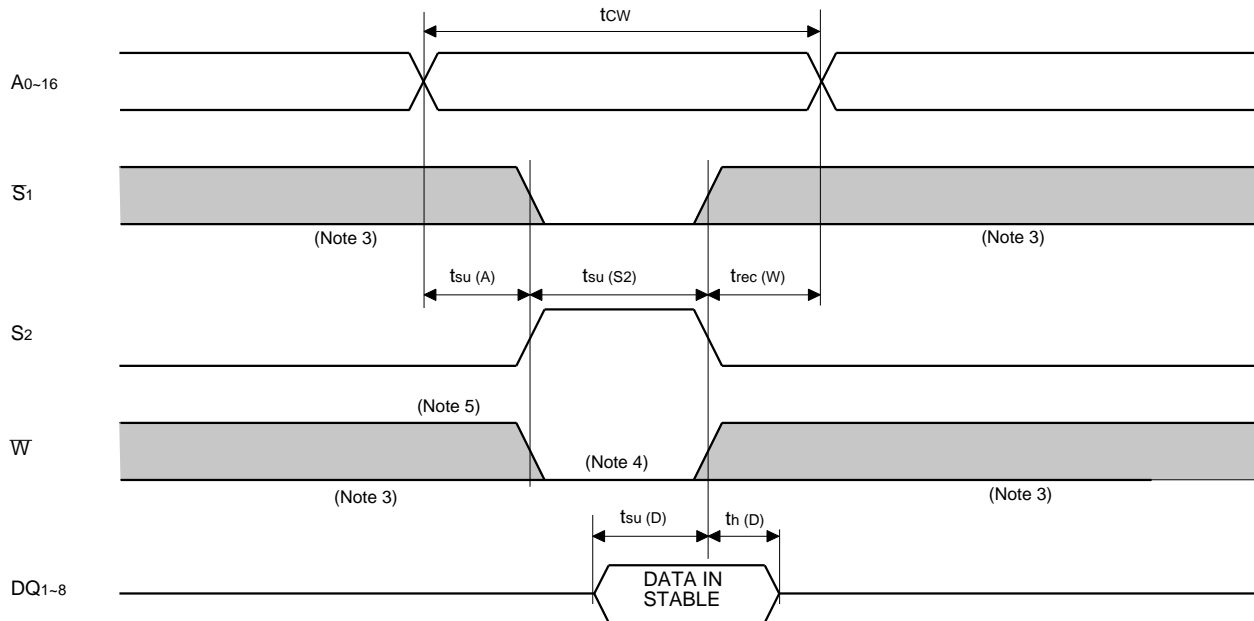 tCW
A0~16
S̅1
(Note 3)
(Note 3)
tsu (A)
tsu (S2)
trec (W)
S2
(Note 5)
W̅
(Note 4)
(Note 3)
(Note 3)
tsu (D)
th (D)
DQ1~8
DATA IN
STABLE